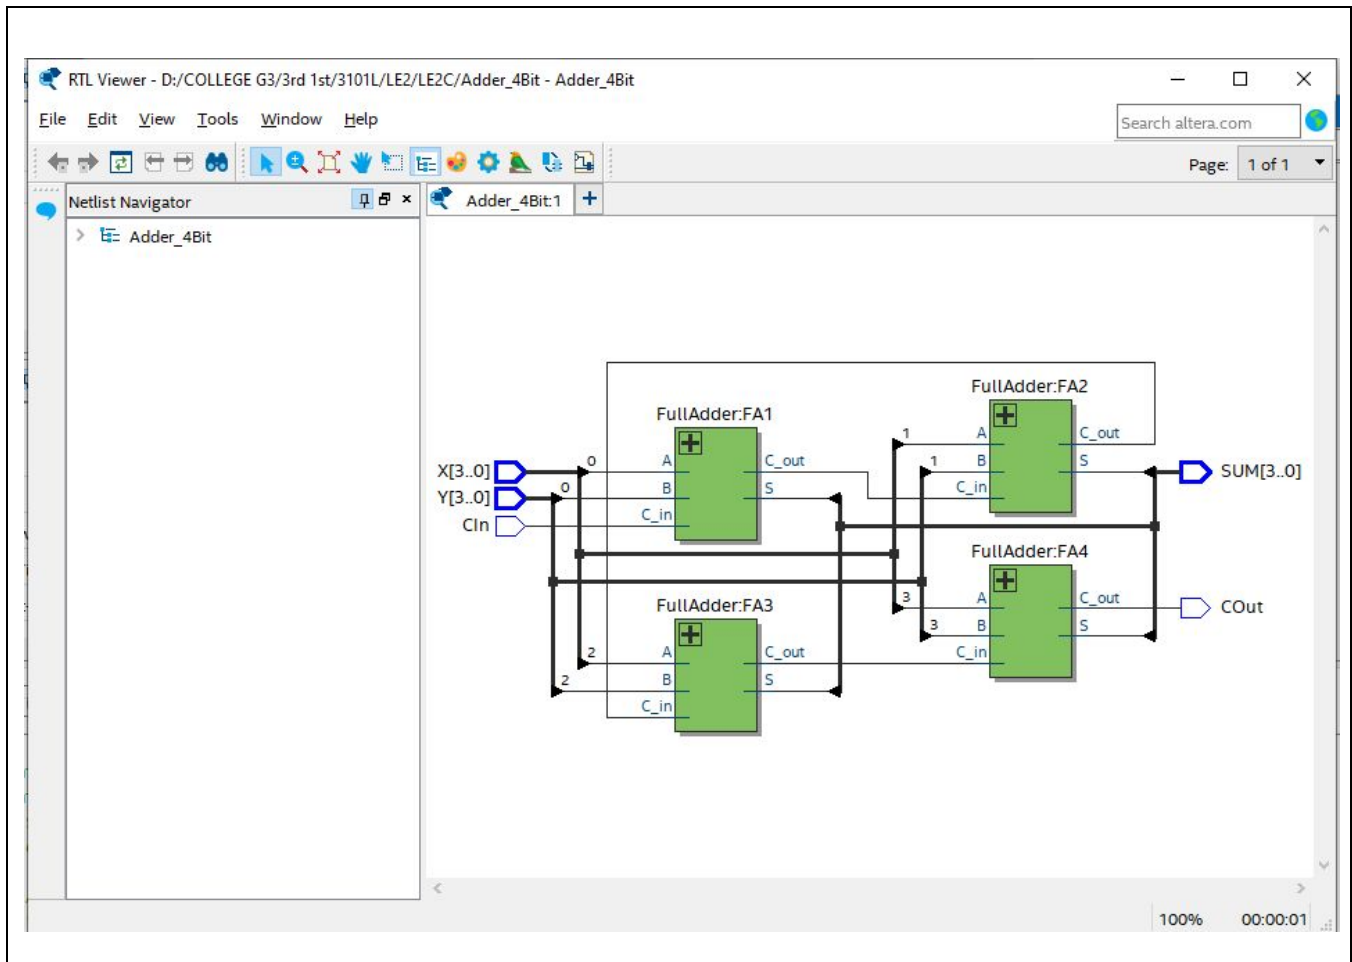 RTL Viewer - D:/COLLEGE G3/3rd 1st/3101L/LE2/LE2C/Adder_4Bit - Adder_4Bit
File Edit View Tools Window Help
Search altera.com
Page: 1 of 1
Netlist Navigator
Adder_4Bit:1
Adder_4Bit
FullAdder:FA2
FullAdder:FA1
1 A C_out
0 A C_out
1 B S
X[3..0]
SUM[3..0]
0 B S
C_in
Y[3..0]
C_in
CIn
FullAdder:FA4
FullAdder:FA3
3 A C_out
COut
3 B S
2 A C_out
C_in
2 B S
C_in
100% 00:00:01